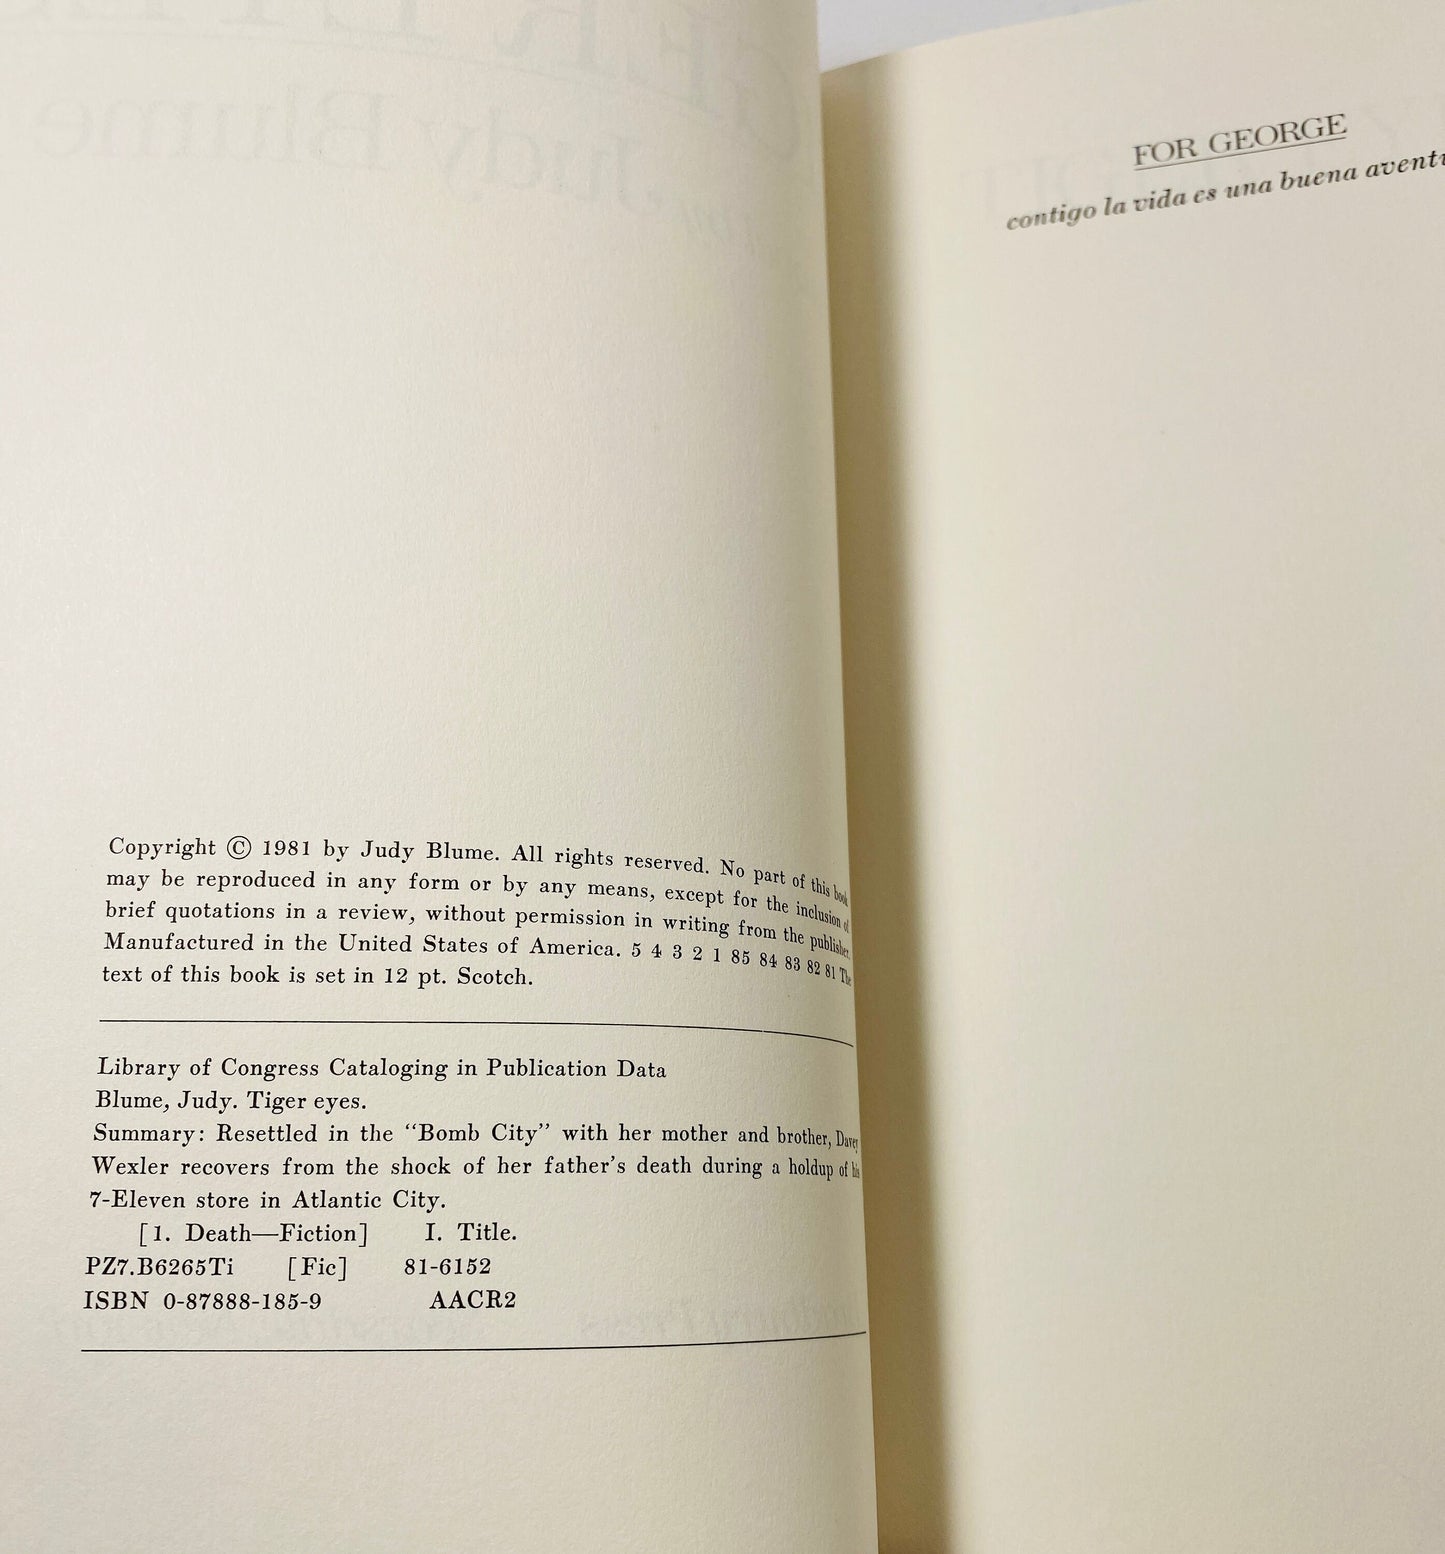 Copyright © 1981 by Judy Blume. All rights reserved. No part of this book
may be reproduced in any form or by any means, except for the inclusion of
brief quotations in a review, without permission in writing from the publisher.
Manufactured in the United States of America. 5 4 3 2 1 85 84 83 82 81 The
text of this book is set in 12 pt. Scotch.
Library of Congress Cataloging in Publication Data
Blume, Judy. Tiger eyes.
Summary: Resettled in the “Bomb City” with her mother and brother, Davey
Wexler recovers from the shock of her father’s death during a holdup of his
7-Eleven store in Atlantic City.
[1. Death—Fiction] I. Title.
PZ7.B6265Ti [Fic] 81-6152
ISBN 0-87888-185-9 AACR2
FOR GEORGE
contigo la vida es una buena